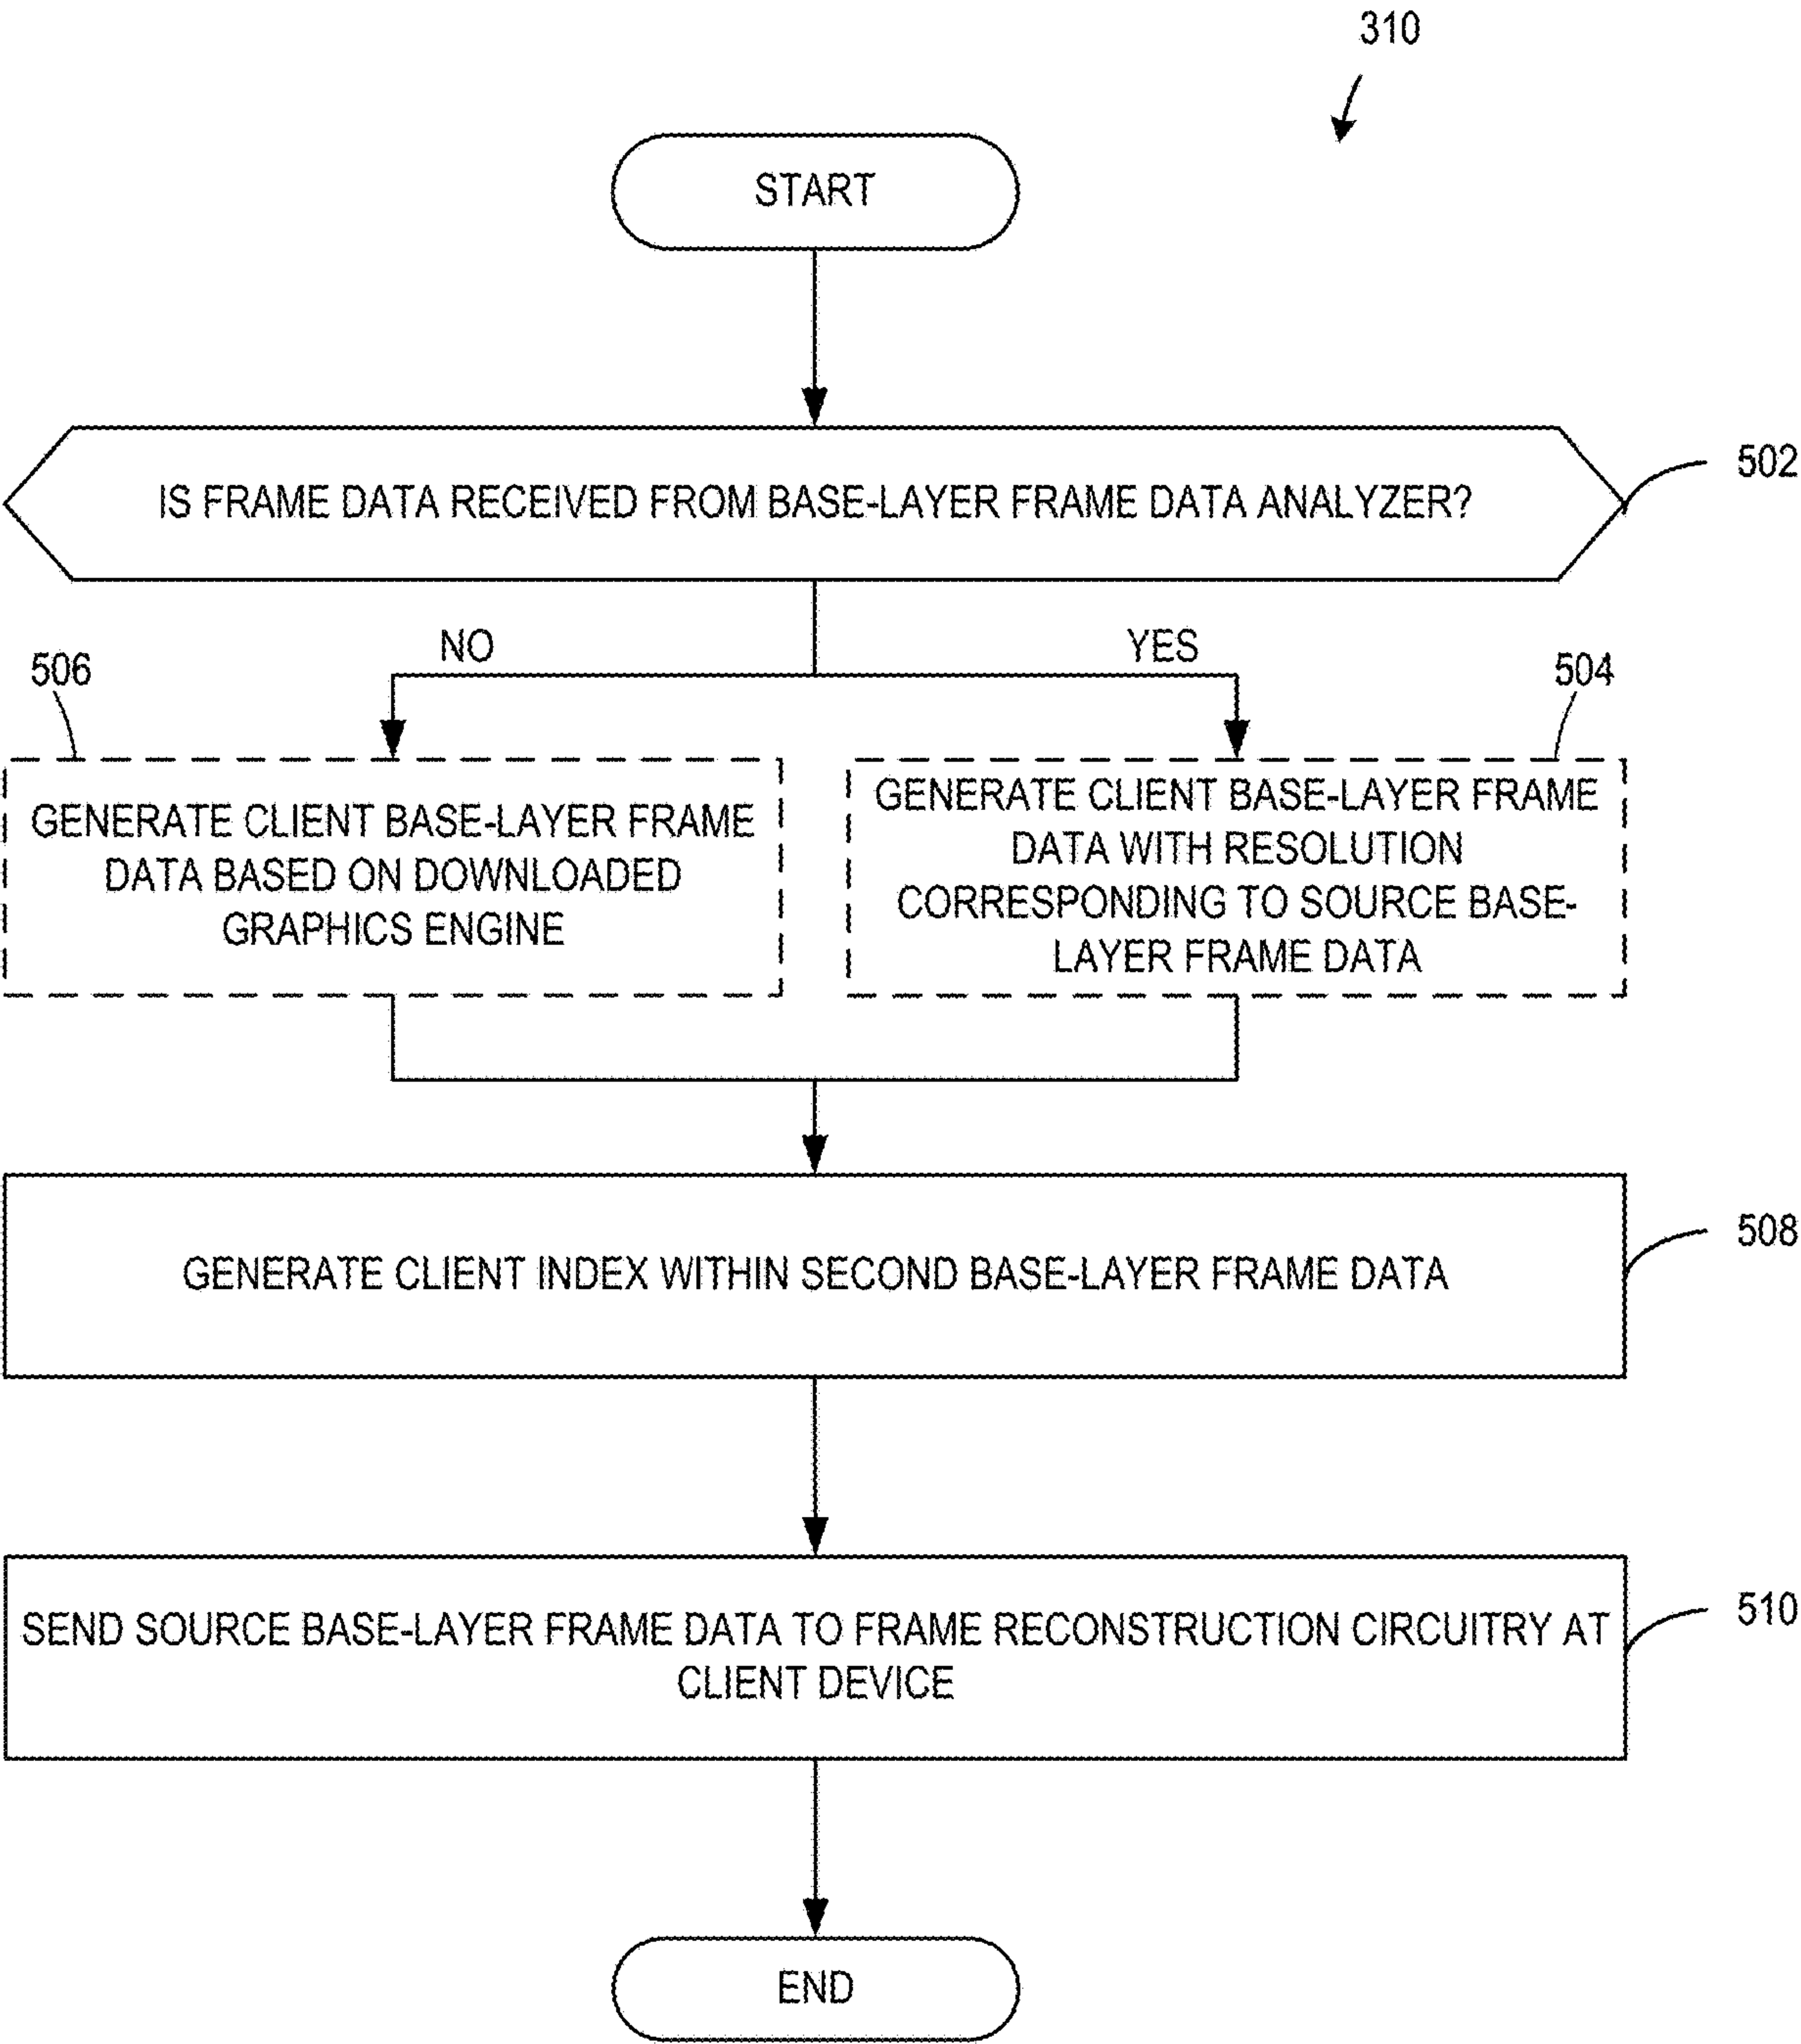 310
START
IS FRAME DATA RECEIVED FROM BASE-LAYER FRAME DATA ANALYZER?
502
NO
YES
506
504
GENERATE CLIENT BASE-LAYER FRAME
DATA BASED ON DOWNLOADED
GRAPHICS ENGINE
GENERATE CLIENT BASE-LAYER FRAME
DATA WITH RESOLUTION
CORRESPONDING TO SOURCE BASE-
LAYER FRAME DATA
GENERATE CLIENT INDEX WITHIN SECOND BASE-LAYER FRAME DATA
508
SEND SOURCE BASE-LAYER FRAME DATA TO FRAME RECONSTRUCTION CIRCUITRY AT
CLIENT DEVICE
510
END